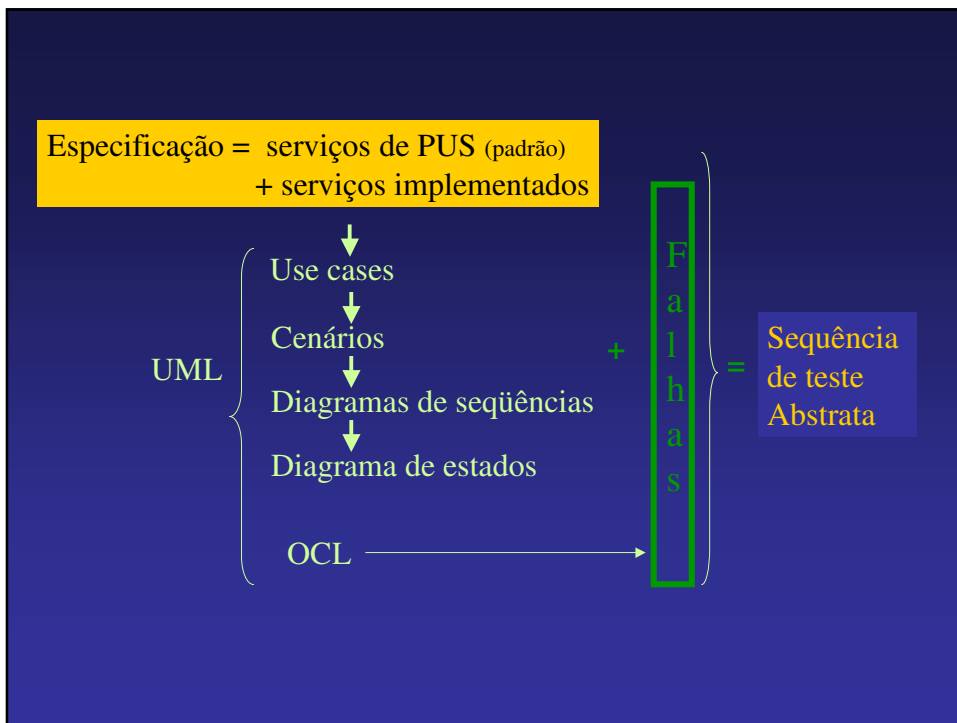 Especificação = serviços de PUS (padrão)
+ serviços implementados
Use cases
Cenários
UML
Diagramas de seqüências
Diagrama de estados
OCL
+
Falhas
=
Sequência
de teste
Abstrata